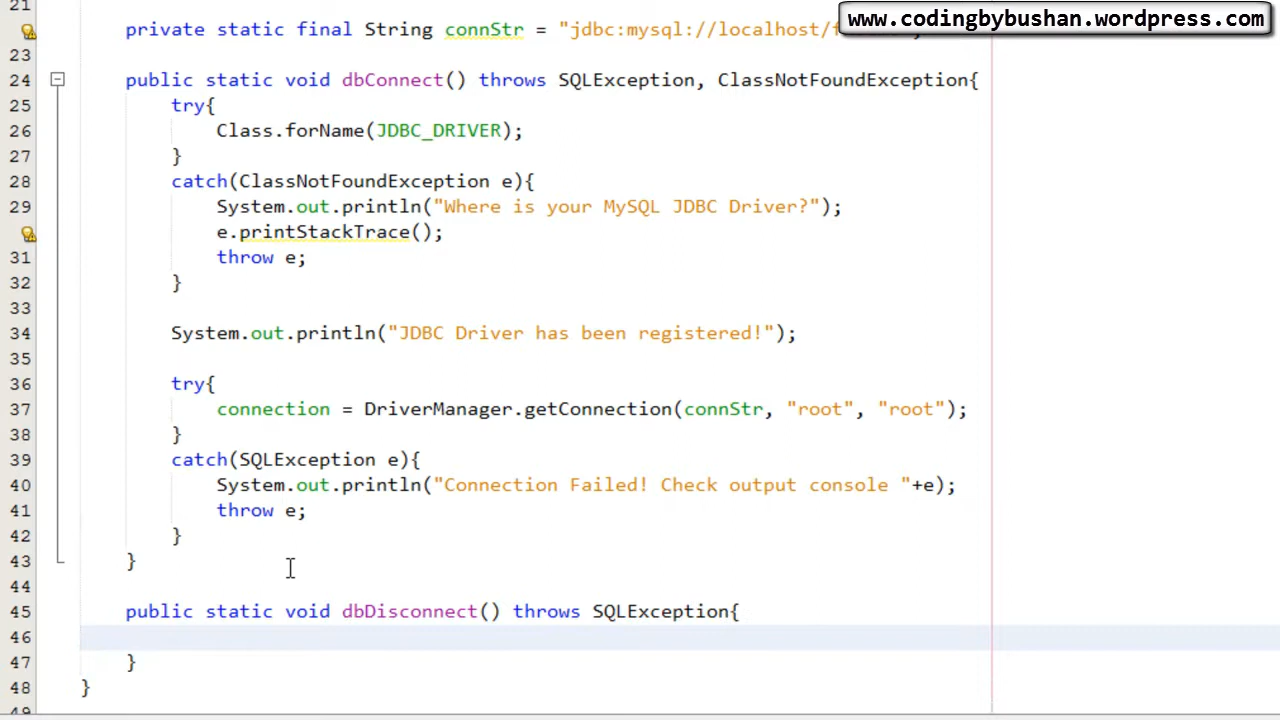 21
www.codingbybushan.wordpress.com
private static final String connStr = "jdbc:mysql://localhost/
23
24 public static void dbConnect() throws SQLException, ClassNotFoundException{
25 try{
26 Class.forName(JDBC_DRIVER);
27 }
28 catch(ClassNotFoundException e){
29 System.out.println("Where is your MySQL JDBC Driver?");
e.printStackTrace();
31 throw e;
32 }
33
34 System.out.println("JDBC Driver has been registered!");
35
36 try{
37 connection = DriverManager.getConnection(connStr, "root", "root");
38 }
39 catch(SQLException e){
40 System.out.println("Connection Failed! Check output console "+e);
41 throw e;
42 }
43 }
44
45 public static void dbDisconnect() throws SQLException{
46
47 }
48 }
49